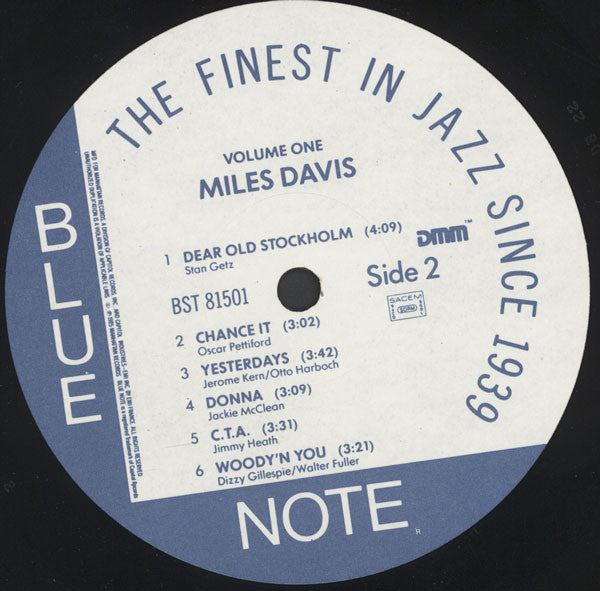 THE FINEST IN JAZZ SINCE 1939
VOLUME ONE
MILES DAVIS
1 DEAR OLD STOCKHOLM (4:09)
Stan Getz
DMM™
Side 2
BST 81501
SACEM
2 CHANCE IT (3:02)
Oscar Pettiford
3 YESTERDAYS (3:42)
Jerome Kern/Otto Harboch
4 DONNA (3:09)
Jackie McClean
5 C.T.A. (3:31)
Jimmy Heath
6 WOODY'N YOU (3:21)
Dizzy Gillespie/Walter Fuller
BLUE
NOTE
R